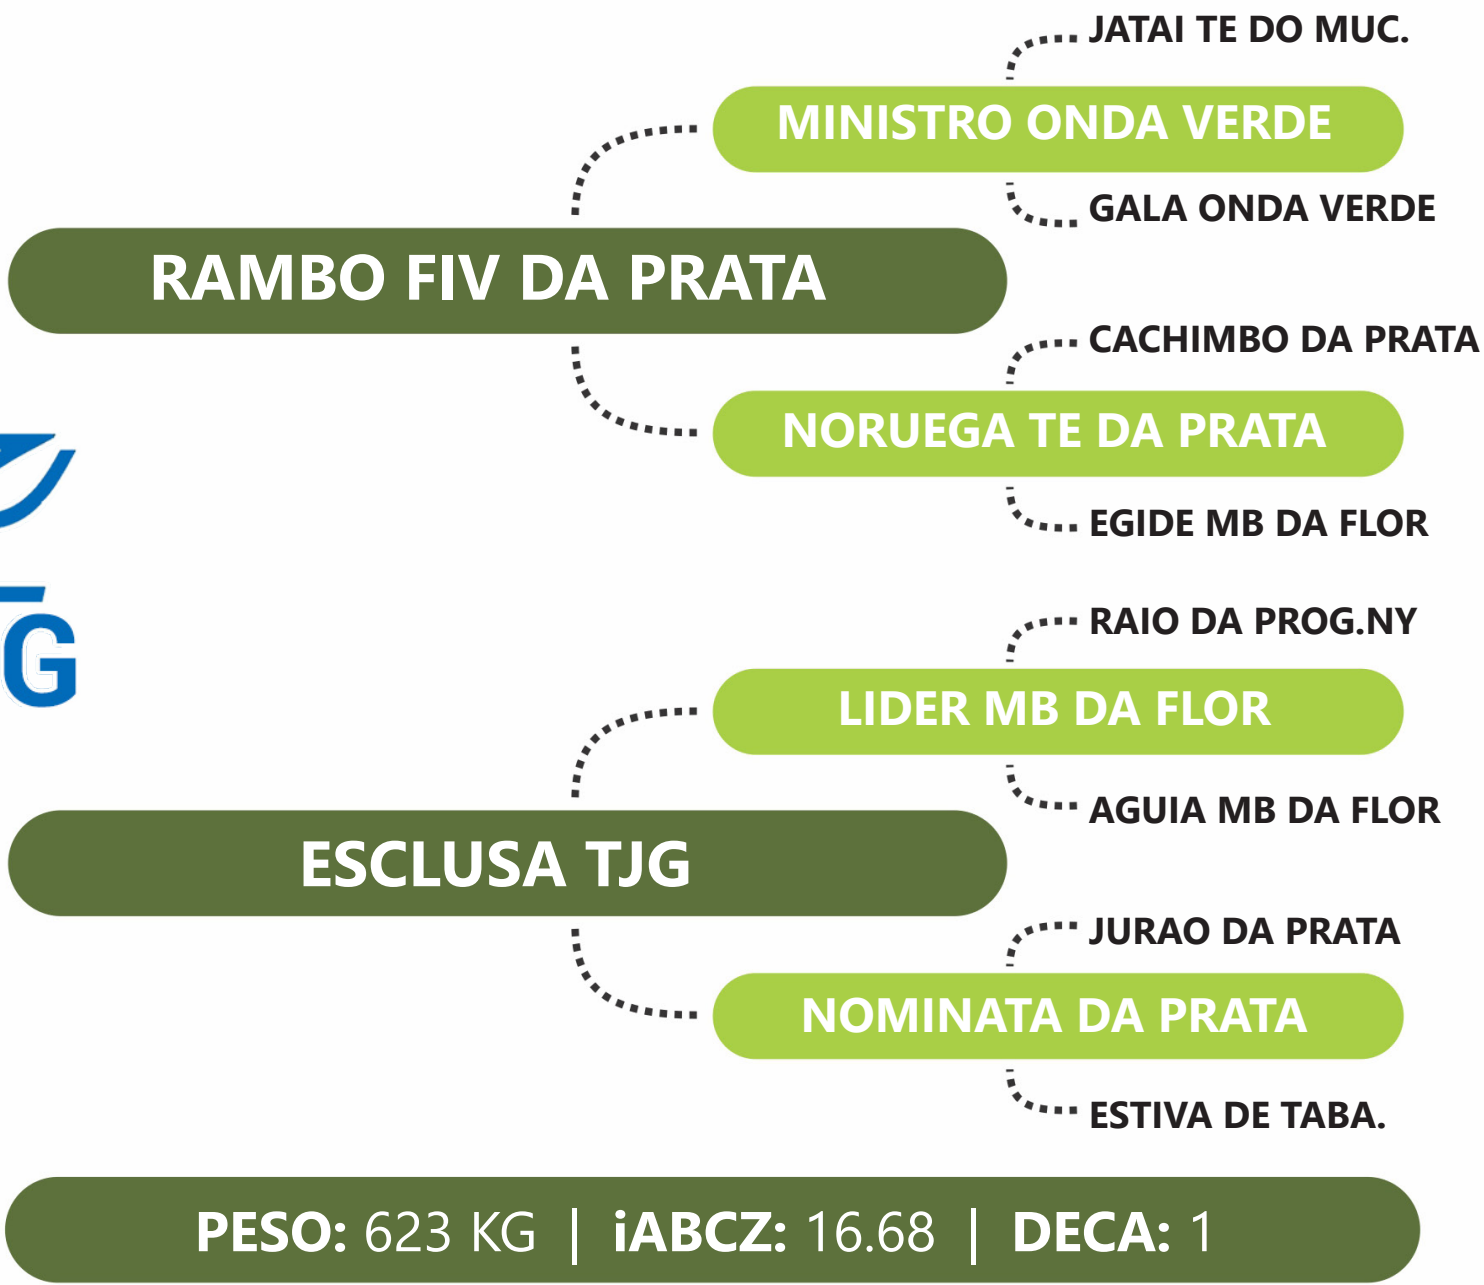 JATAI TE DO MUC.
MINISTRO ONDA VERDE
GALA ONDA VERDE
RAMBO FIV DA PRATA
CACHIMBO DA PRATA
NORUEGA TE DA PRATA
EGIDE MB DA FLOR
RAIO DA PROG.NY
G
LIDER MB DA FLOR
AGUIA MB DA FLOR
ESCLUSA TJG
JURAO DA PRATA
NOMINATA DA PRATA
ESTIVA DE TABA.
PESO: 623 KG | iABCZ: 16.68 | DECA: 1